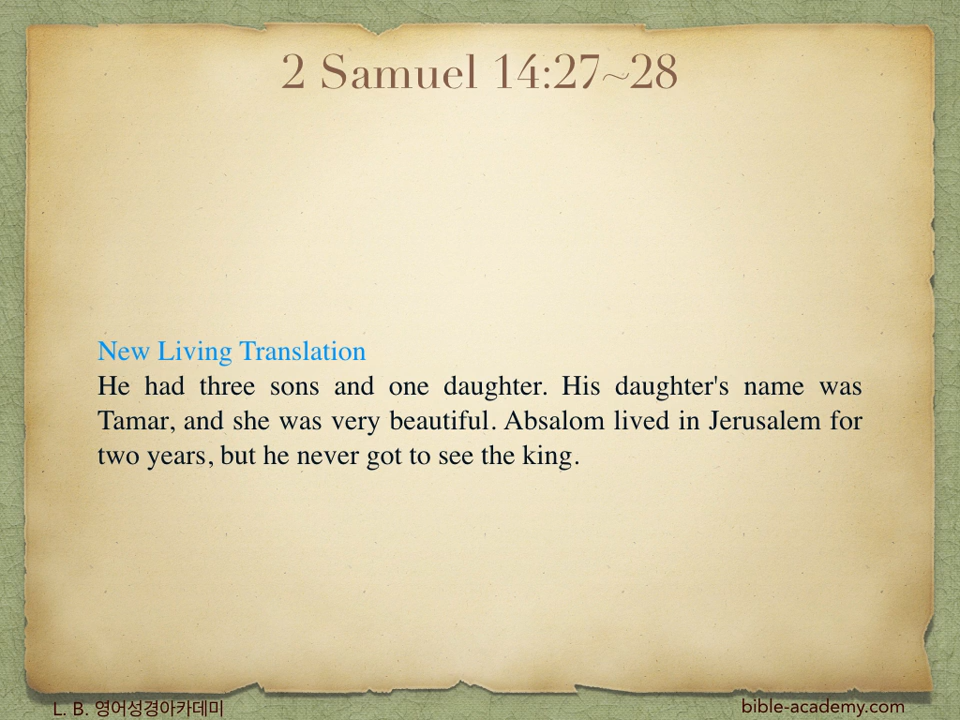 2 Samuel 14:27~28
New Living Translation
He had three sons and one daughter. His daughter's name was
Tamar, and she was very beautiful. Absalom lived in Jerusalem for
two years, but he never got to see the king.
L. B. 영어성경아카데미
bible-academy.com